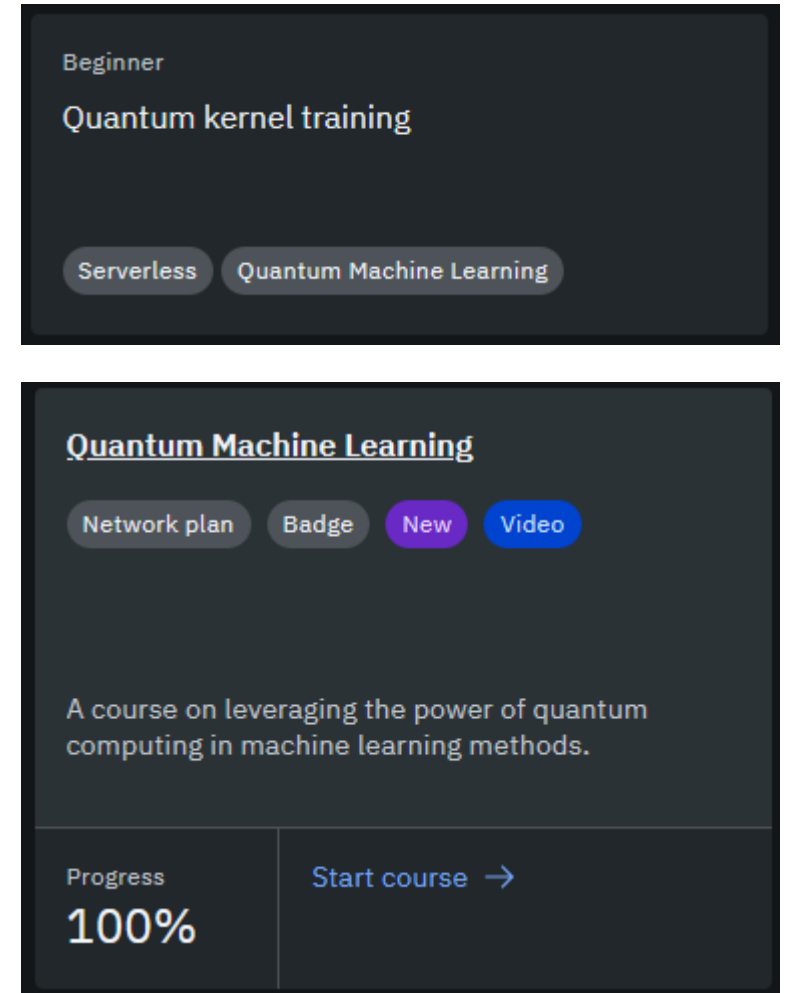 Beginner
Quantum kernel training
Serverless Quantum Machine Learning
Quantum Machine Learning
Network plan Badge New Video
A course on leveraging the power of quantum
computing in machine learning methods.
Progress
Start course →
100%